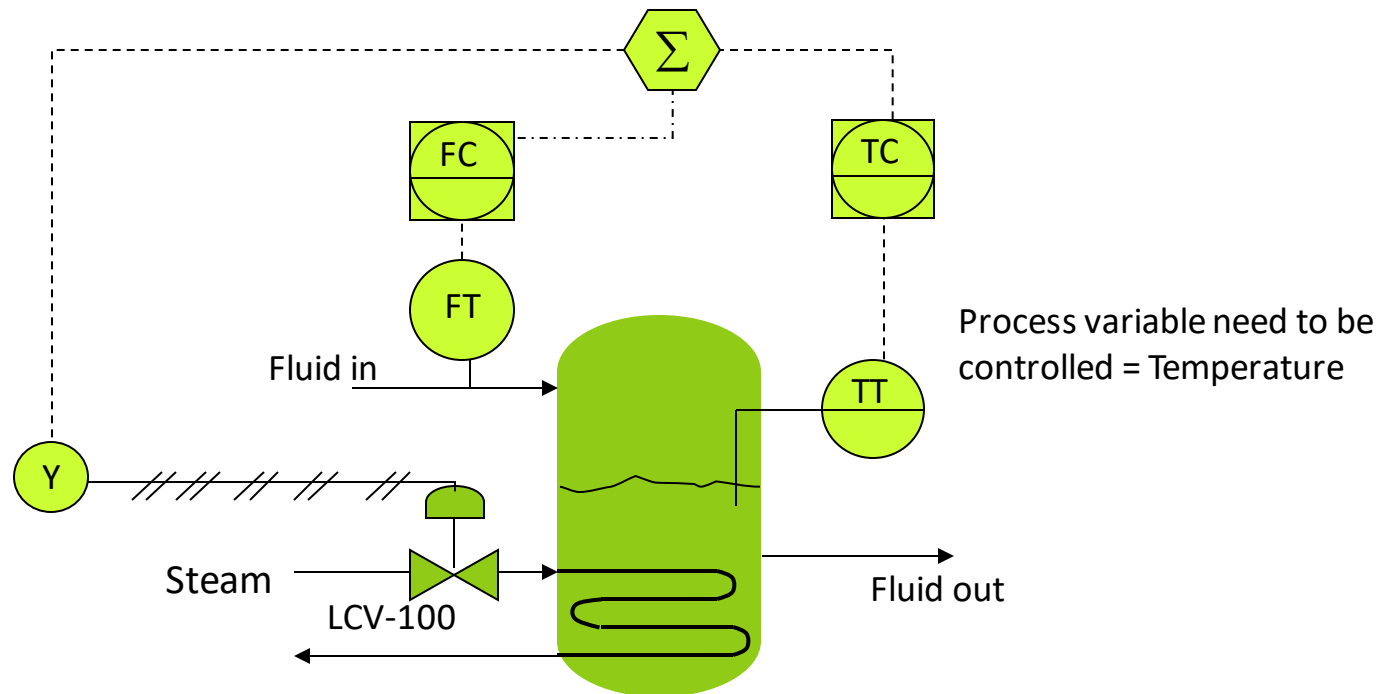 Σ
FC
TC
FT
Process variable need to be
controlled = Temperature
Fluid in
TT
Y
Steam
Fluid out
LCV-100